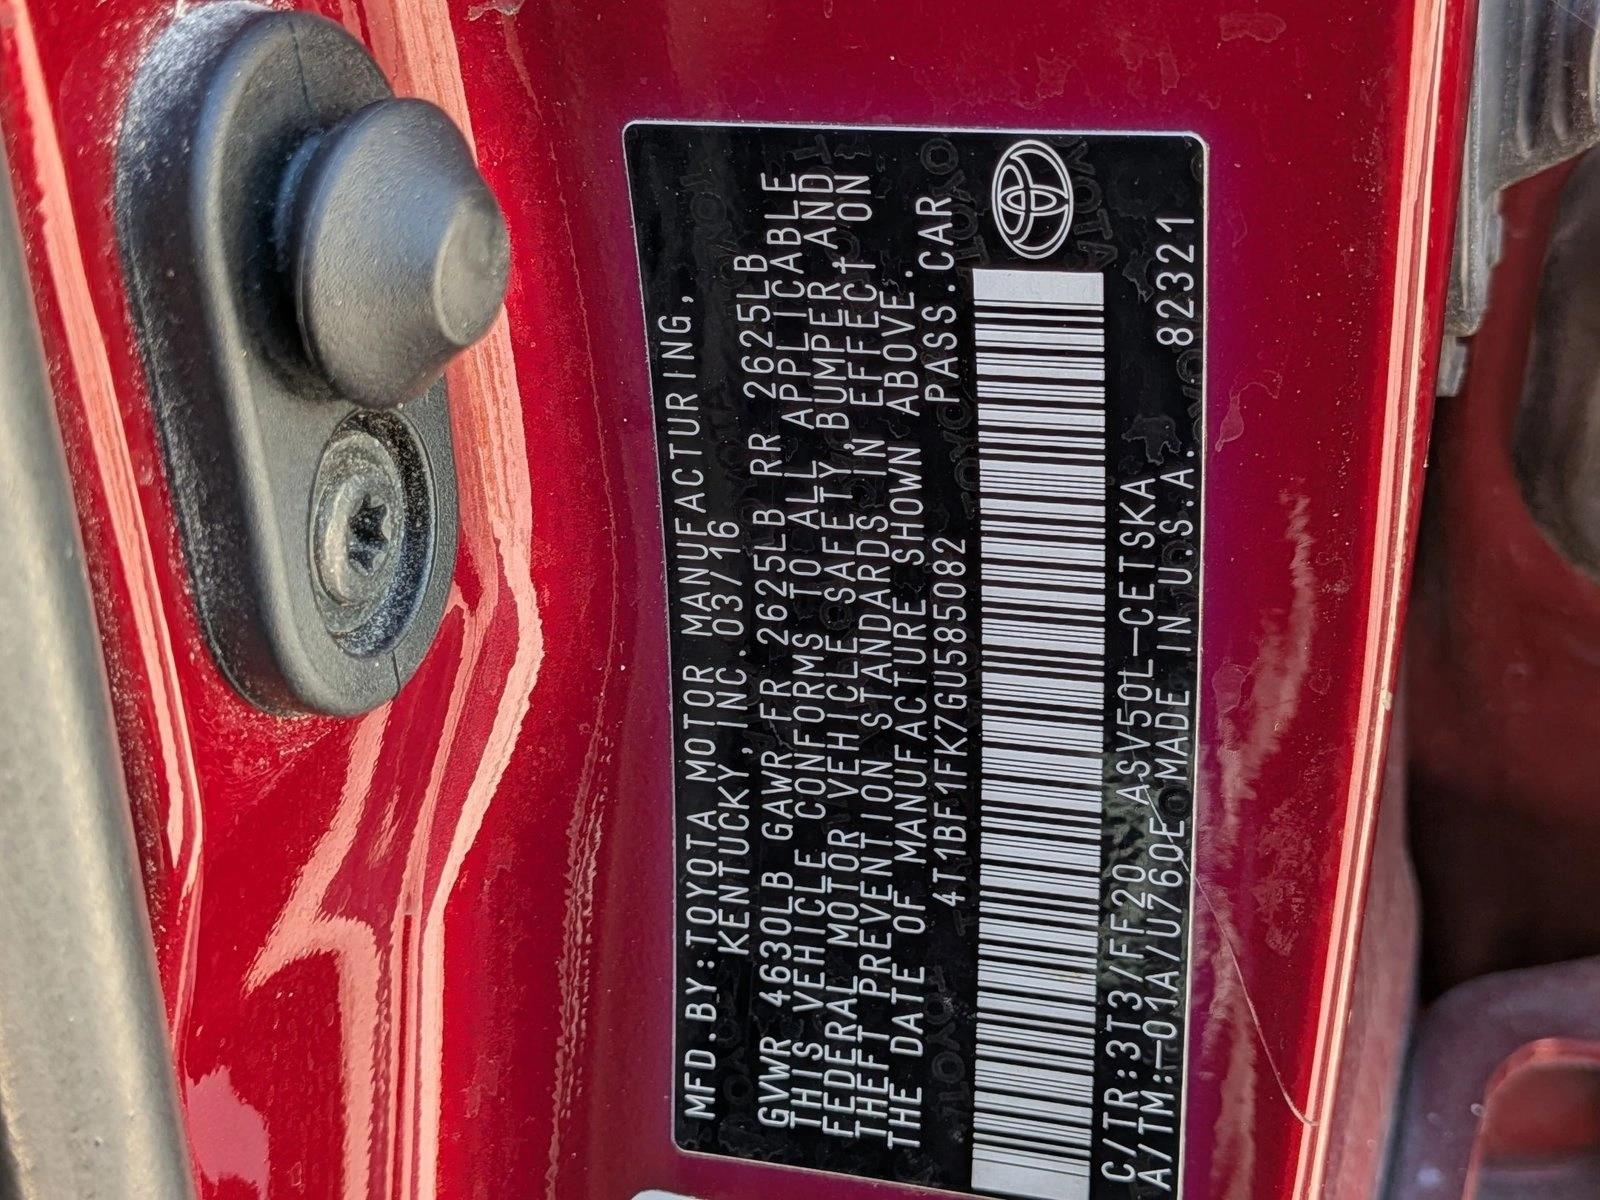 MFD.BY:TOYOTA MOTOR MANUFACTURING,
KENTUCKY, INC. 03/16
GVWR 4630LB GAWR FR 2625LB RR 2625LB
THIS VEHICLE CONFORMS TO ALL APPLICABLE
FEDERAL MOTOR VEHICLE SAFETY,BUMPER,AND
THEFT PREVENTION STANDARDS IN EFFECT ON
THE DATE OF MANUFACTURE SHOWN ABOVE.
4T1BF1FK7GU585082 PASS.CAR
C/TR:3T3/FF20 ASV50L-CETSKA
A/TM:-01A/U760E MADE IN U.S.A. 82321